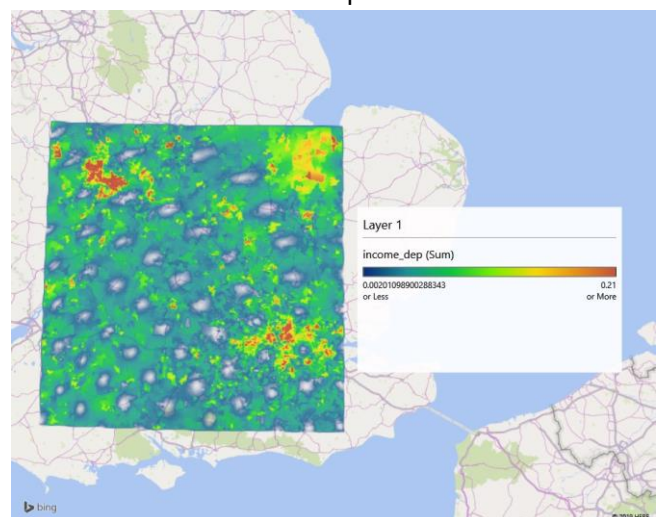 Layer 1
income_dep (Sum)
0.00201098900288343
or Less
0.21
or More
bing